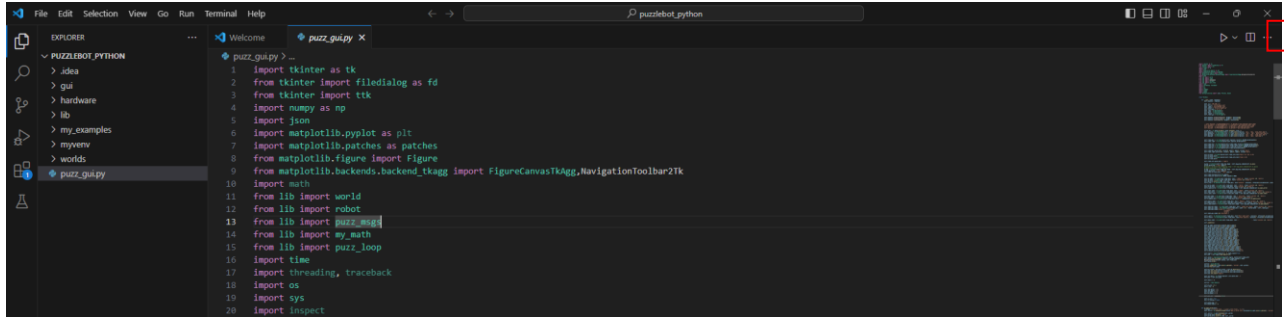 File Edit Selection View Go Run Terminal Help
puzzlebot_python
EXPLORER
Welcome
puzz_gui.py
PUZZLEBOT_PYTHON
puzz_gui.py > ...
> .idea
> gui
> hardware
> lib
> my_examples
> myvenv
> worlds
puzz_gui.py
1
1 import tkinter as tk
2 from tkinter import filedialog as fd
3 from tkinter import ttk
4 import numpy as np
5 import json
6 import matplotlib.pyplot as plt
7 import matplotlib.patches as patches
8 from matplotlib.figure import Figure
9 from matplotlib.backends.backend_tkagg import FigureCanvasTkAgg,NavigationToolbar2Tk
10 import math
11 from lib import world
12 from lib import robot
13 from lib import puzz_msgs
14 from lib import my_math
15 from lib import puzz_loop
16 import time
17 import threading, traceback
18 import os
19 import sys
20 import inspect